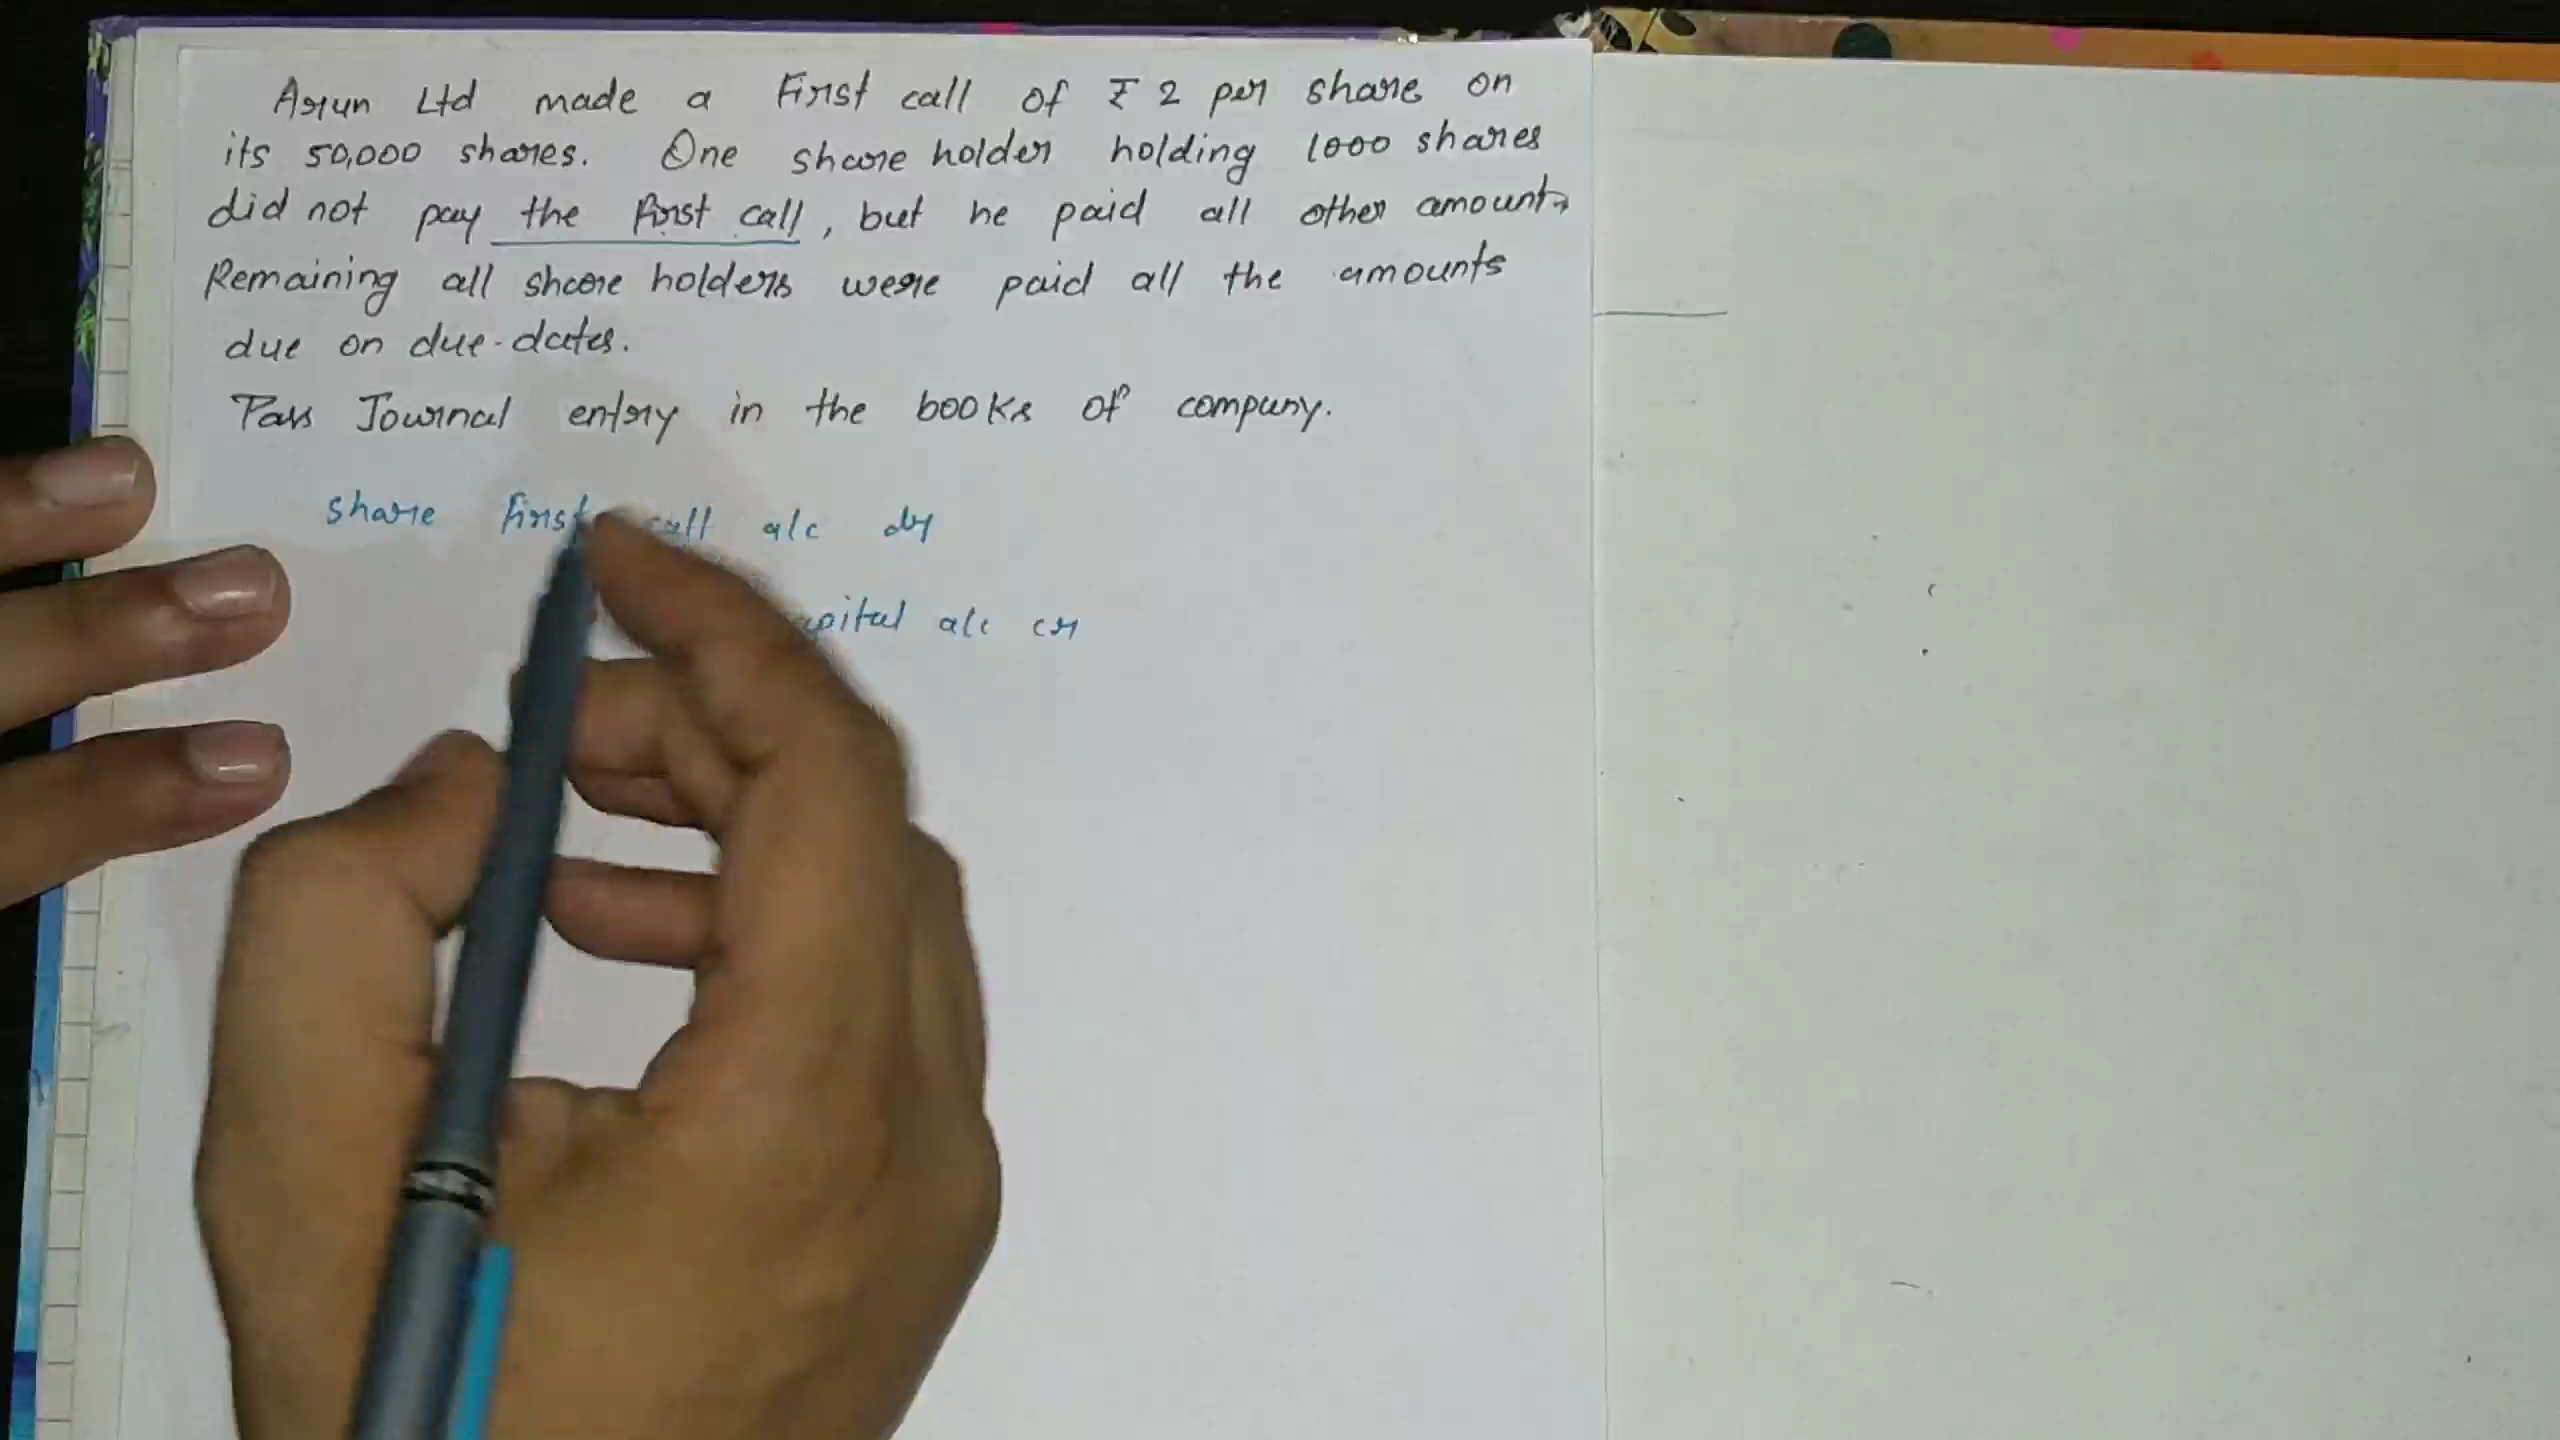 Arjun Ltd made a First call of ₹ 2 per share on
its 50,000 shares. One share holder holding 1000 shares
did not pay the first call, but he paid all other amounts
Remaining all share holders were paid all the amounts
due on due-dates.
Pass Journal entry in the books of company.
share first call a/c dr
capital a/c cr